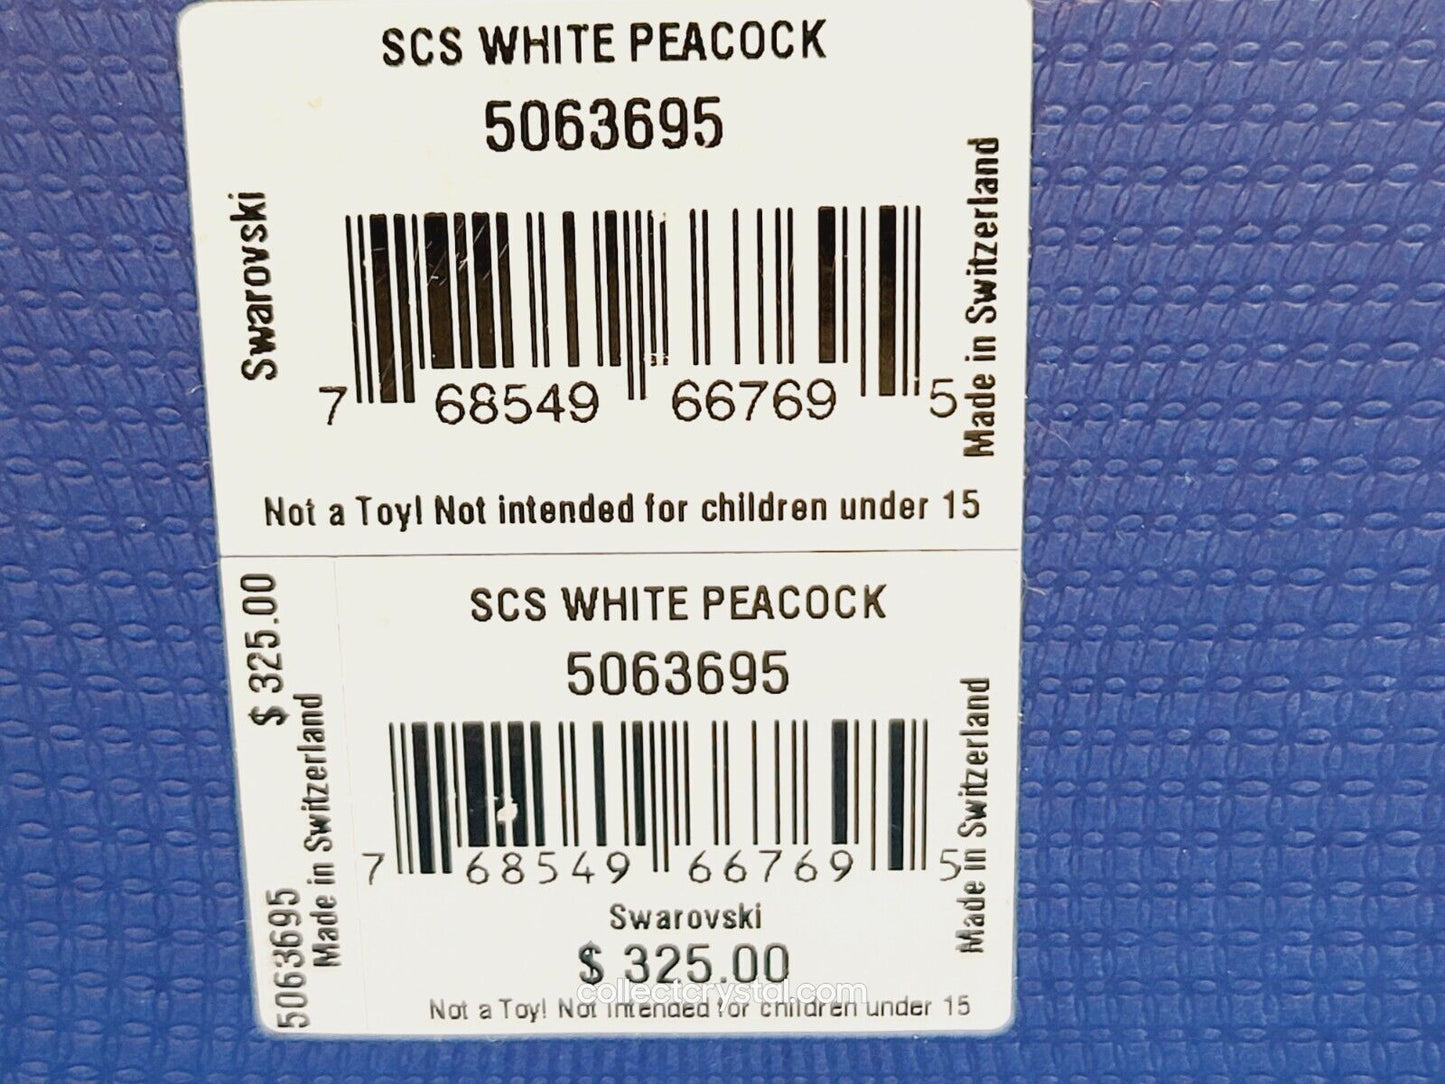 SCS WHITE PEACOCK
5063695
Swarovski
Made in Switzerland
7 68549 66769 5
Not a Toy! Not intended for children under 15
$ 325.00
Made in Switzerland
5063695
SCS WHITE PEACOCK
5063695
Made in Switzerland
7 68549 66769 5
Swarovski
$ 325.00
collectcrystal.com
Not a Toy! Not intended for children under 15